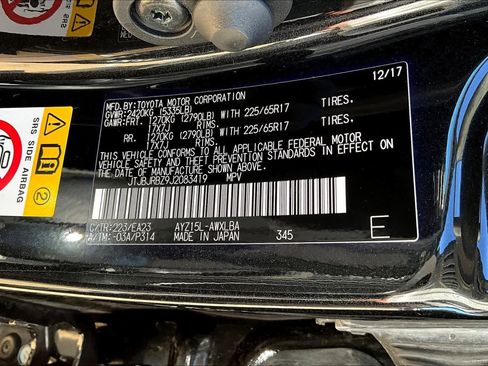 MFD.BY:TOYOTA MOTOR CORPORATION 12/17
GVWR:2420KG (5335LB)
GAWR:FRT. 1270KG (2790LB) WITH 225/65R17 TIRES,
17X7J RIMS.
RR. 1270KG (2790LB) WITH 225/65R17 TIRES,
17X7J RIMS.
THIS VEHICLE CONFORMS TO ALL APPLICABLE FEDERAL MOTOR
VEHICLE SAFETY AND THEFT PREVENTION STANDARDS IN EFFECT ON
THE DATE OF MANUFACTURE SHOWN ABOVE.
JTJBJRBZ9J2083419 MPV
C/TR:223/EA23 AYZ15L-AWXLBA
A/TM:-03A/P314 MADE IN JAPAN 345 E
SRS SIDE AIRBAG
2